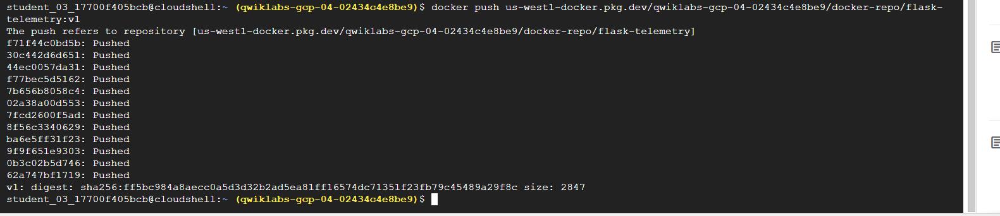 student_03_17700f405bcb@cloudshell:~ (qwiklabs-gcp-04-02434c4e8be9)$ docker push us-west1-docker.pkg.dev/qwiklabs-gcp-04-02434c4e8be9/docker-repo/flask-
telemetry:v1
The push refers to repository [us-west1-docker.pkg.dev/qwiklabs-gcp-04-02434c4e8be9/docker-repo/flask-telemetry]
f71f44c0bd5b: Pushed
30c442d6d651: Pushed
44ec0057da31: Pushed
f77bec5d5162: Pushed
7b656b8058c4: Pushed
02a38a00d553: Pushed
7fcd2600f5ad: Pushed
8f56c3340629: Pushed
ba6e5ff31f23: Pushed
9f9f651e9303: Pushed
0b3c02b5d746: Pushed
62a747bf1719: Pushed
v1: digest: sha256:ff5bc984a8aecc0a5d3d32b2ad5ea81ff16574dc71351f23fb79c45489a29f8c size: 2847
student_03_17700f405bcb@cloudshell:~ (qwiklabs-gcp-04-02434c4e8be9)$